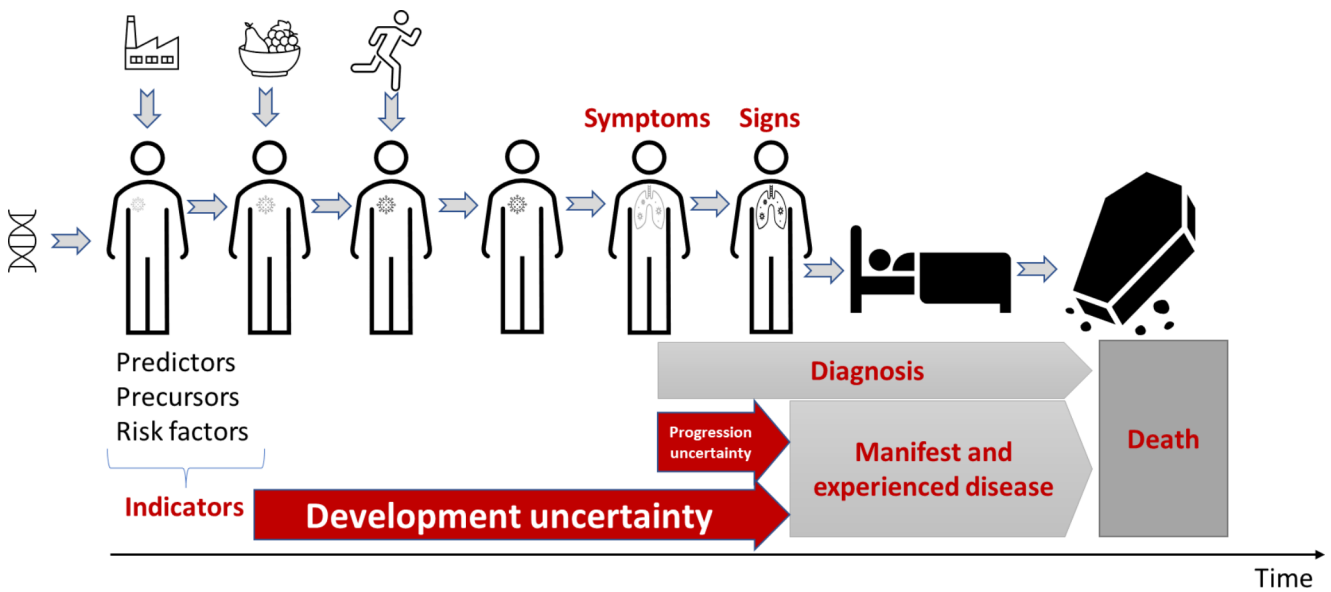 Symptoms
Signs
Predictors
Precursors
Risk factors
Indicators
Diagnosis
Progression
uncertainty
Development uncertainty
Manifest and
experienced disease
Death
Time